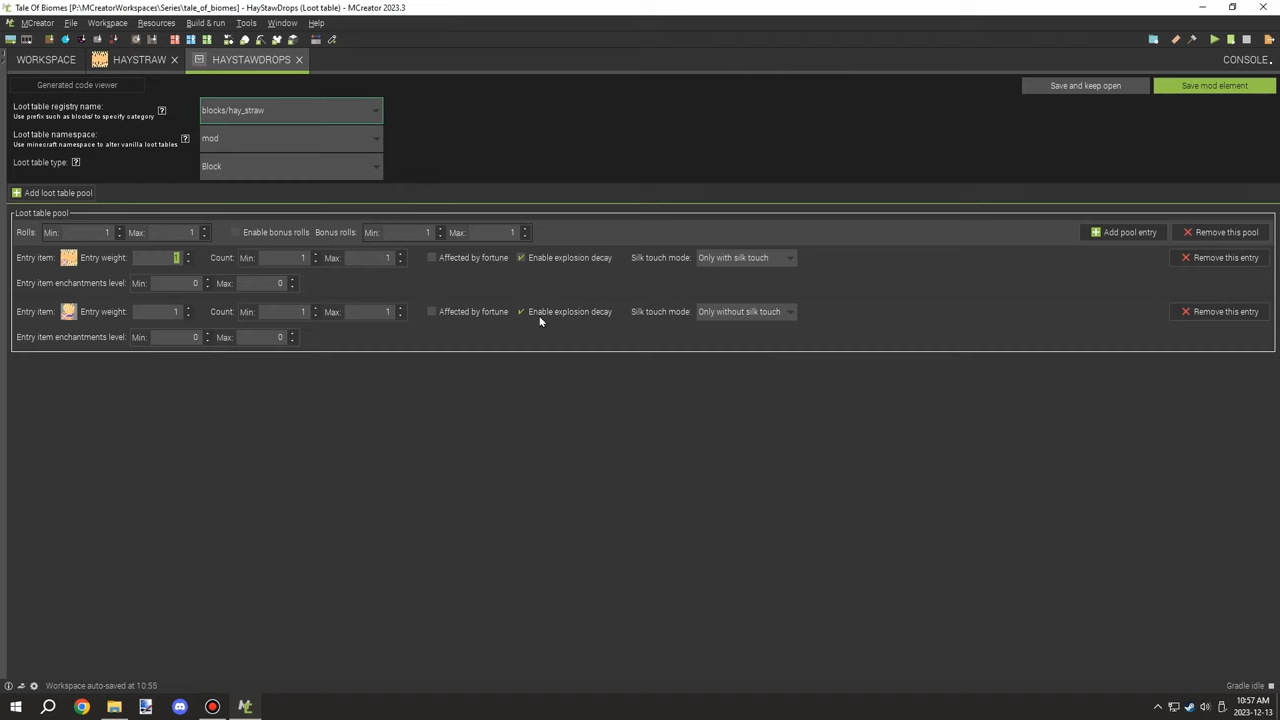 Tale Of Biomes [P:\MCreatorWorkspaces\Series\tale_of_biomes] - HayStawDrops (Loot table) - MCreator 2023.3
MCreator File Workspace Resources Build & run Tools Window Help
WORKSPACE HAYSTRAW HAYSTAWDROPS CONSOLE
Generated code viewer Save and keep open Save mod element
Loot table registry name:
Use prefix such as blocks/ to specify category ? blocks/hay_straw
Loot table namespace:
Use minecraft namespace to alter vanilla loot tables ? mod
Loot table type: ? Block
Add loot table pool
Loot table pool
Rolls: Min: 1 Max: 1 Enable bonus rolls Bonus rolls: Min: 1 Max: 1 Add pool entry Remove this pool
Entry item: Entry weight: 1 Count: Min: 1 Max: 1 Affected by fortune Enable explosion decay Silk touch mode: Only with silk touch Remove this entry
Entry item enchantments level: Min: 0 Max: 0
Entry item: Entry weight: 1 Count: Min: 1 Max: 1 Affected by fortune Enable explosion decay Silk touch mode: Only without silk touch Remove this entry
Entry item enchantments level: Min: 0 Max: 0
Workspace auto-saved at 10:55 Gradle idle
10:57 AM
2023-12-13